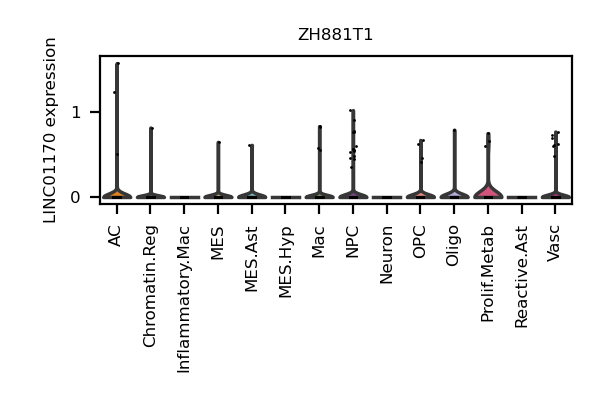 ZH881T1
LINC01170 expression
1
0
AC
Chromatin.Reg
Inflammatory.Mac
MES
MES.Ast
MES.Hyp
Mac
NPC
Neuron
OPC
Oligo
Prolif.Metab
Reactive.Ast
Vasc